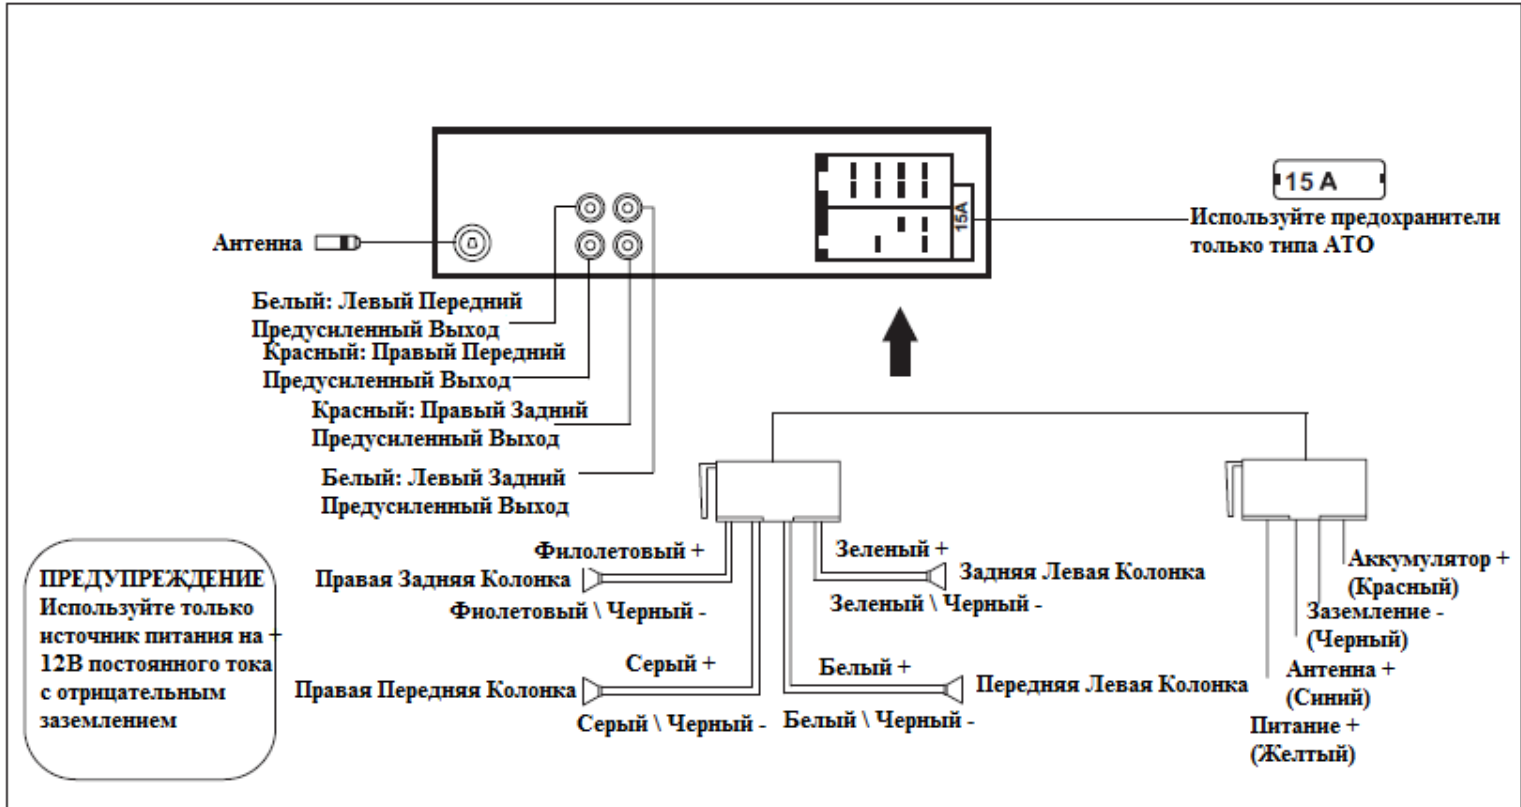 15 А
Используйте предохранители
только типа АТО
15A
Антенна
Белый: Левый Передний
Предусиленный Выход
Красный: Правый Передний
Предусиленный Выход
Красный: Правый Задний
Предусиленный Выход
Белый: Левый Задний
Предусиленный Выход
ПРЕДУПРЕЖДЕНИЕ
Используйте только
источник питания на +
12В постоянного тока
с отрицательным
заземлением
Филолетовый +
Правая Задняя Колонка
Фиолетовый \ Черный -
Серый +
Правая Передняя Колонка
Серый \ Черный -
Зеленый +
Задняя Левая Колонка
Зеленый \ Черный -
Белый +
Передняя Левая Колонка
Белый \ Черный -
Аккумулятор +
(Красный)
Заземление -
(Черный)
Антенна +
(Синий)
Питание +
(Желтый)